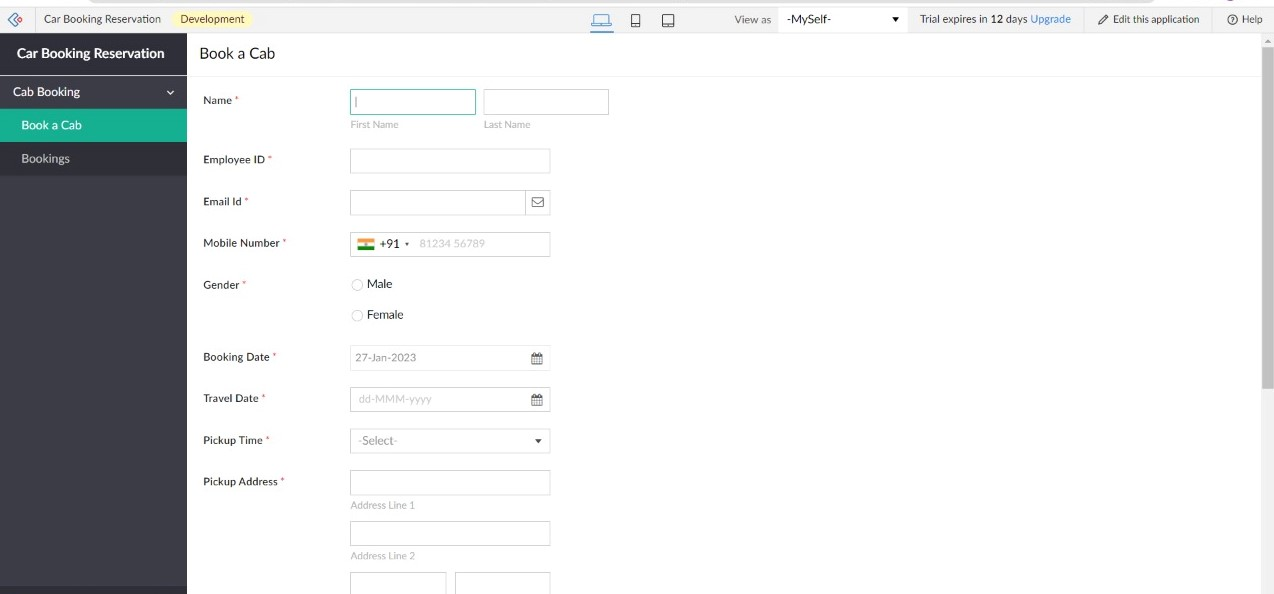 Car Booking Reservation Development View as -MySelf- Trial expires in 12 days Upgrade Edit this application Help
Car Booking Reservation
Cab Booking
Book a Cab
Bookings
Book a Cab
Name *
First Name Last Name
Employee ID *
Email Id *
Mobile Number * +91 81234 56789
Gender * Male
Female
Booking Date * 27-Jan-2023
Travel Date * dd-MMM-yyyy
Pickup Time * -Select-
Pickup Address *
Address Line 1
Address Line 2